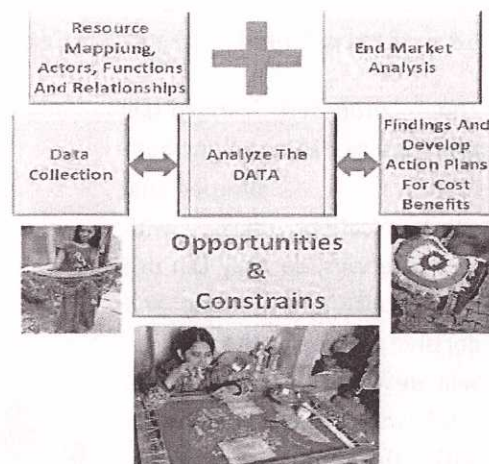 Resource
Mappiung,
Actors, Functions
And Relationships
End Market
Analysis
Data
Collection
Analyze The
DATA
Findings And
Develop
Action Plans
For Cost
Benefits
Opportunities
&
Constrains